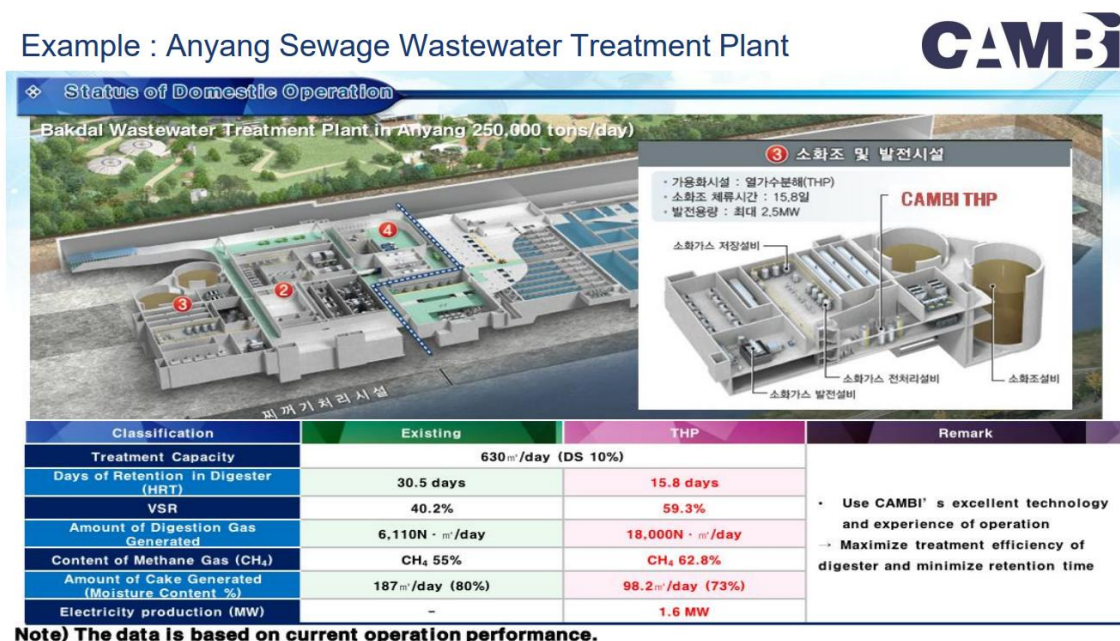 Example : Anyang Sewage Wastewater Treatment Plant
CAMBi
❖ Status of Domestic Operation
Bakdal Wastewater Treatment Plant in Anyang 250,000 tons/day)
3 소화조 및 발전시설
• 가용화시설 : 열가수분해(THP)
• 소화조 체류시간 : 15.8일
• 발전용량 : 최대 2.5MW
CAMBI THP
소화가스 저장설비
4
3
2
소화가스 전처리설비
소화조설비
소화가스 발전설비
찌꺼기처리시설
Classification Existing THP Remark
Treatment Capacity 630㎥/day (DS 10%)
Days of Retention in Digester
(HRT) 30.5 days 15.8 days
VSR 40.2% 59.3%
Amount of Digestion Gas
Generated 6,110N · ㎥/day 18,000N · ㎥/day
Content of Methane Gas (CH₄) CH₄ 55% CH₄ 62.8%
Amount of Cake Generated
(Moisture Content %) 187㎥/day (80%) 98.2㎥/day (73%)
Electricity production (MW) – 1.6 MW
• Use CAMBI' s excellent technology
and experience of operation
→ Maximize treatment efficiency of
digester and minimize retention time
Note) The data is based on current operation performance.